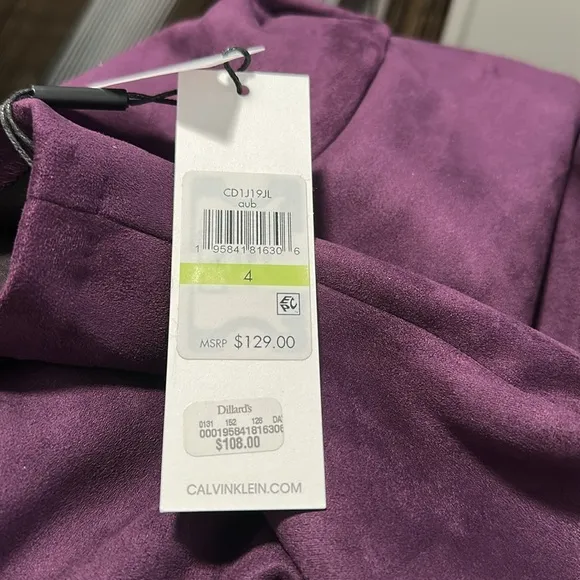 CD1J19JL
aub
1 95841 81630 6
4
MSRP $129.00
Dillard's
0131 152 126 DA
000195841816306
$108.00
CALVINKLEIN.COM